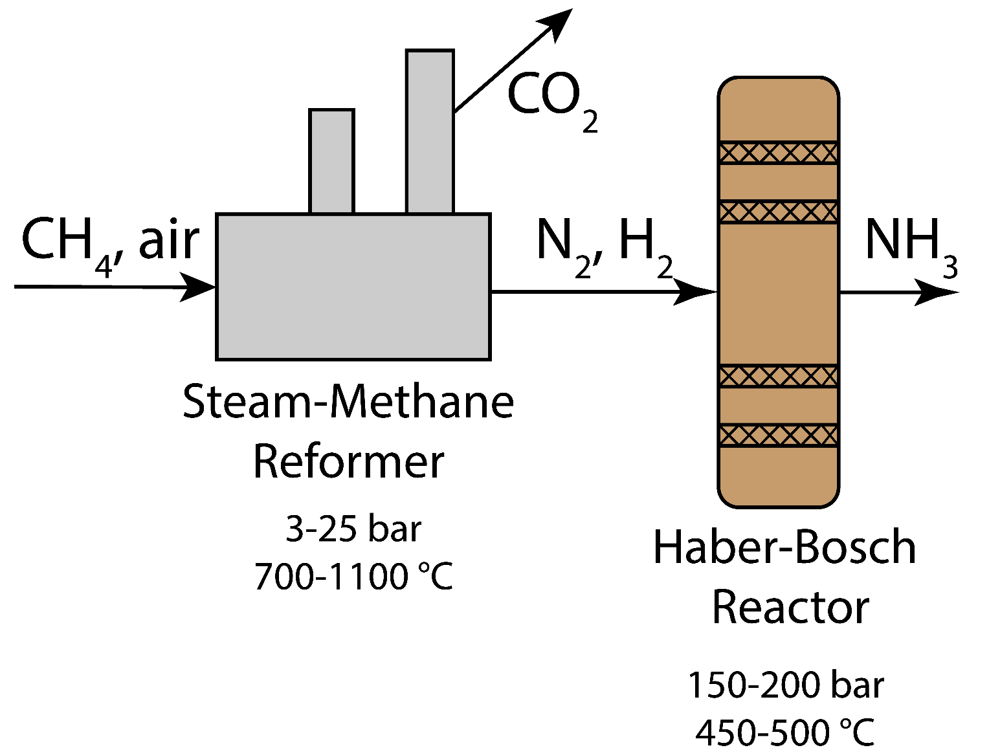 CH₄, air
CO₂
N₂, H₂
NH₃
Steam-Methane
Reformer
3-25 bar
700-1100 °C
Haber-Bosch
Reactor
150-200 bar
450-500 °C